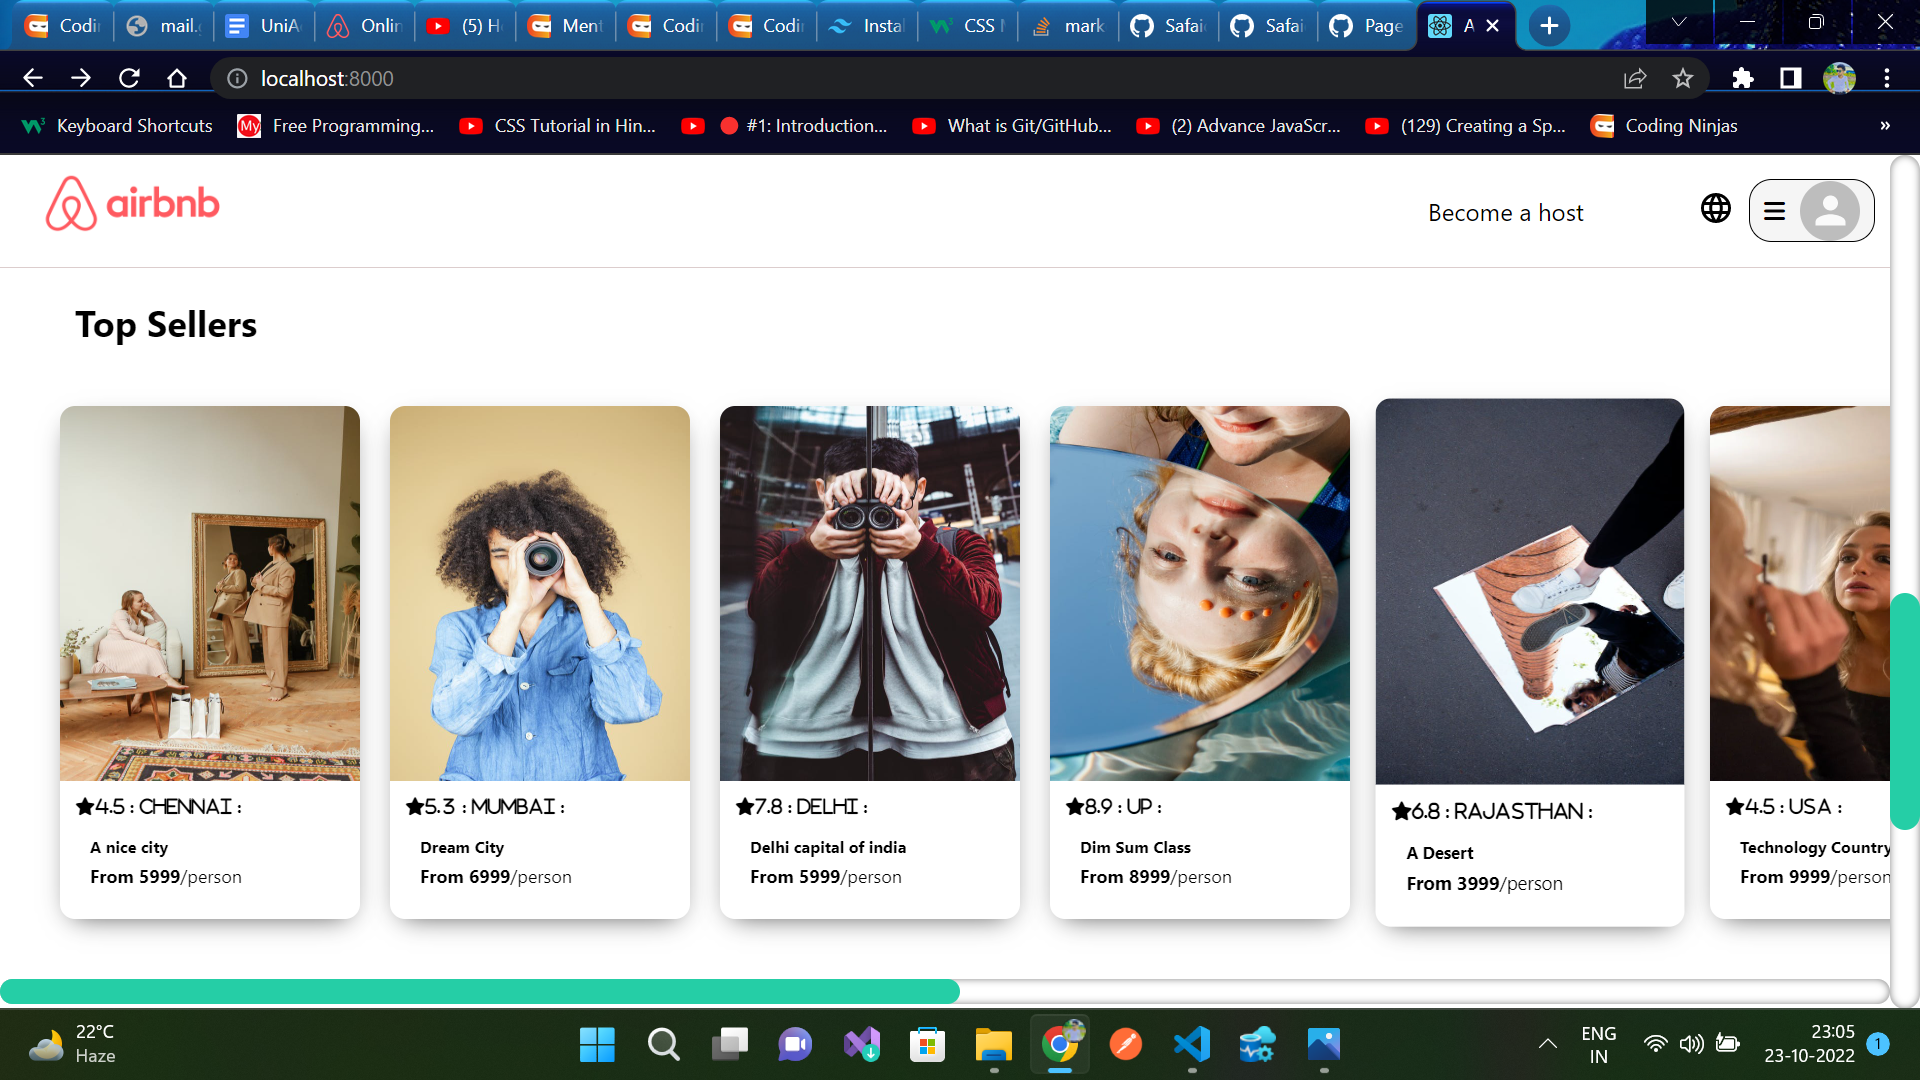 Codi
mail.g
UniA
Onlin
(5) H
Ment
Codi
Codi
Instal
CSS
mark
Safai
Safai
Page
A
localhost:8000
Keyboard Shortcuts
My
Free Programming...
CSS Tutorial in Hin...
#1: Introduction...
What is Git/GitHub...
(2) Advance JavaScr...
(129) Creating a Sp...
Coding Ninjas
»
airbnb
Become a host
Top Sellers
4.5 : CHENNAI :
A nice city
From 5999/person
5.3 : MUMBAI :
Dream City
From 6999/person
7.8 : DELHI :
Delhi capital of india
From 5999/person
8.9 : UP :
Dim Sum Class
From 8999/person
6.8 : RAJASTHAN :
A Desert
From 3999/person
4.5 : USA :
Technology Country
From 9999/person
22°C
Haze
ENG
IN
23:05
23-10-2022
1